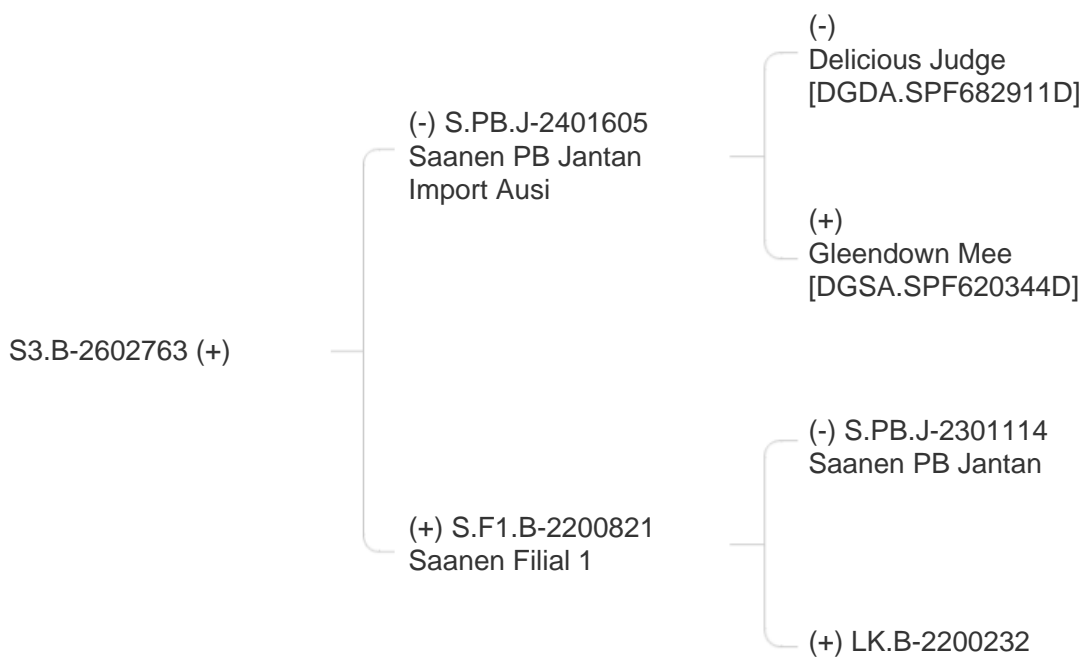 (-)
Delicious Judge
[DGDA.SPF682911D]
(-) S.PB.J-2401605
Saanen PB Jantan
Import Ausi
(+)
Gleendown Mee
[DGSA.SPF620344D]
S3.B-2602763 (+)
(-) S.PB.J-2301114
Saanen PB Jantan
(+) S.F1.B-2200821
Saanen Filial 1
(+) LK.B-2200232